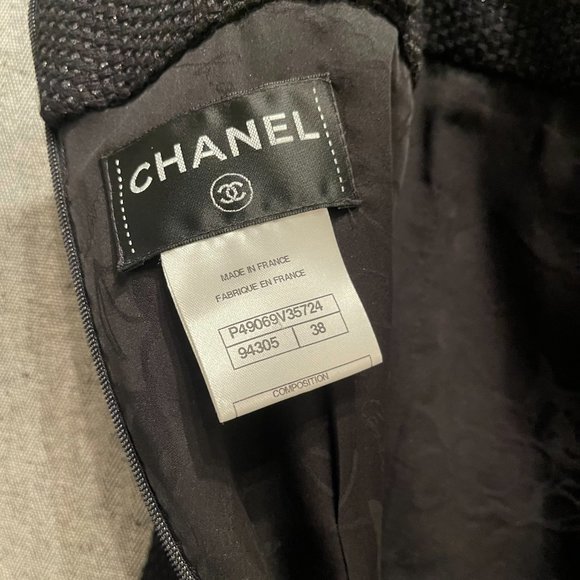 CHANEL
MADE IN FRANCE
FABRIQUE EN FRANCE
P49069V35724
94305 38
COMPOSITION